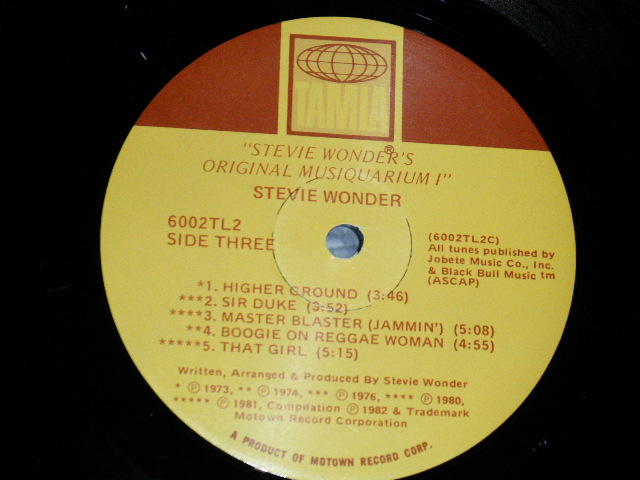 TAMLA
®
"STEVIE WONDER'S
ORIGINAL MUSIQUARIUM I"
STEVIE WONDER
6002TL2
SIDE THREE
(6002TL2C)
All tunes published by
Jobete Music Co., Inc.
& Black Bull Music ™
(ASCAP)
*1. HIGHER GROUND (3:46)
***2. SIR DUKE (3:52)
****3. MASTER BLASTER (JAMMIN') (5:08)
**4. BOOGIE ON REGGAE WOMAN (4:55)
*****5. THAT GIRL (5:15)
Written, Arranged & Produced By Stevie Wonder
* ℗ 1973, ** ℗ 1974, *** ℗ 1976, **** ℗ 1980,
***** ℗ 1981, Compilation ℗ 1982 & Trademark
Motown Record Corporation
A PRODUCT OF MOTOWN RECORD CORP.